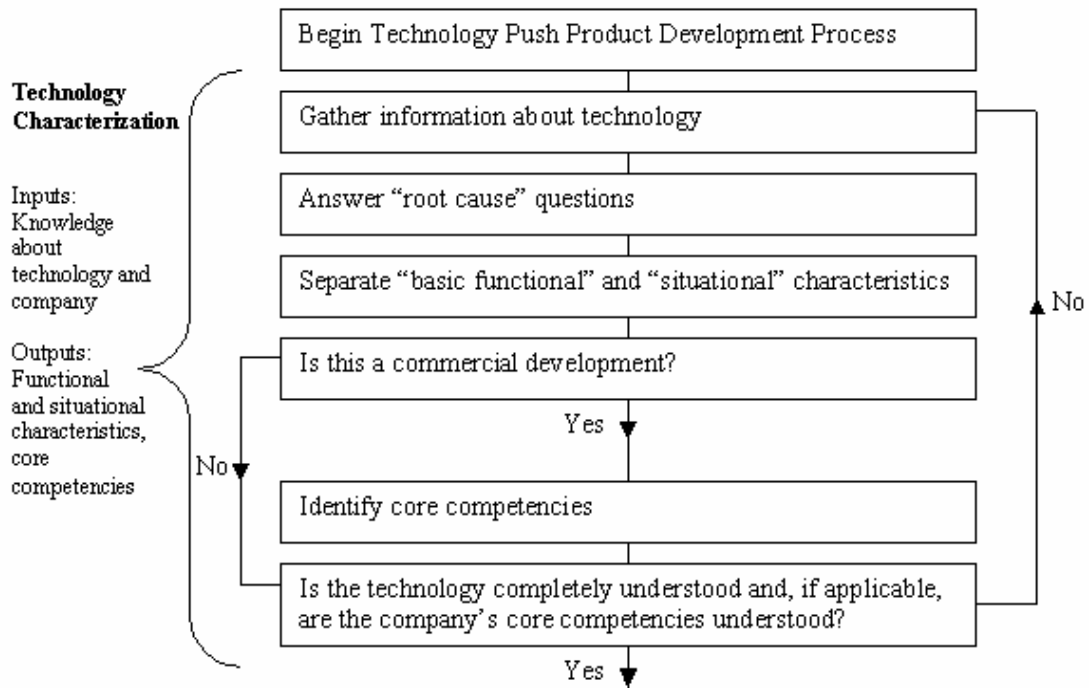 Begin Technology Push Product Development Process
Technology
Characterization
Gather information about technology
Inputs:
Knowledge
about
technology and
company
Answer “root cause” questions
Separate “basic functional” and “situational” characteristics
No
Outputs:
Functional
and situational
characteristics,
core
competencies
Is this a commercial development?
Yes
No
Identify core competencies
Is the technology completely understood and, if applicable,
are the company’s core competencies understood?
Yes